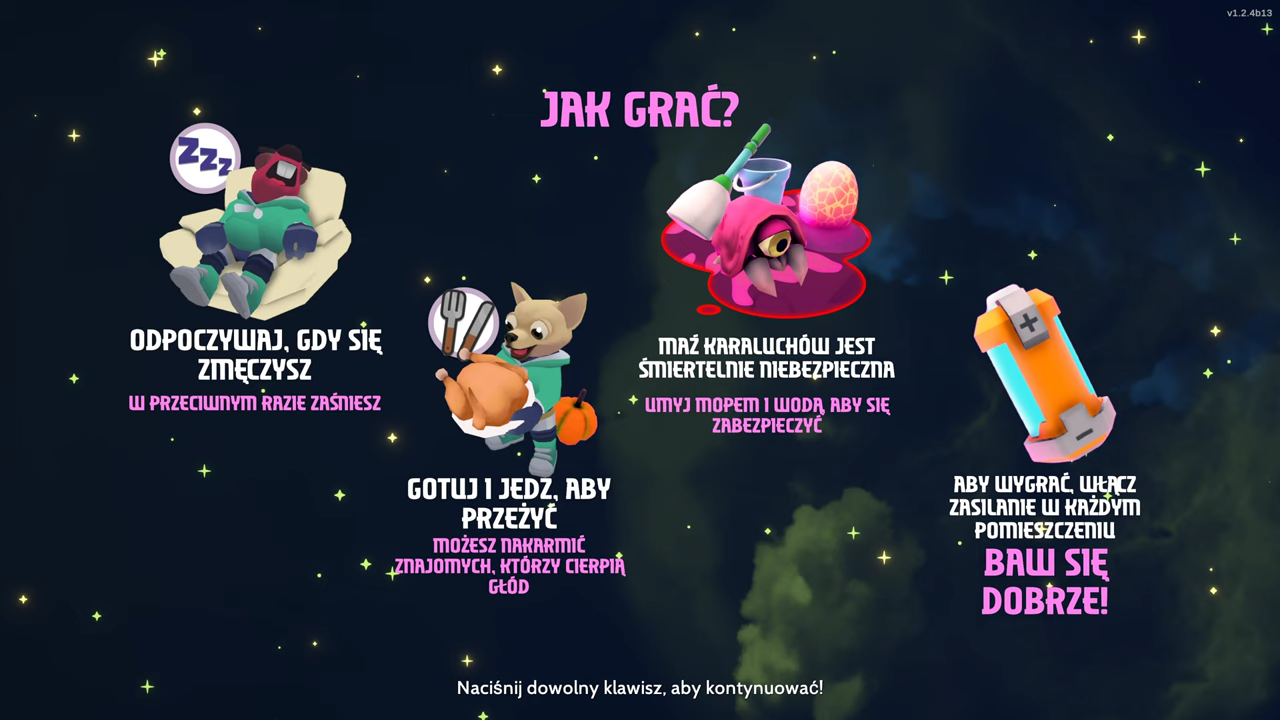 v1.2.4b13
JAK GRAĆ?
ZZZ
ODPOCZYWAJ, GDY SIĘ
ZMĘCZYSZ
W PRZECIWNYM RAZIE ZAŚNIESZ
GOTUJ I JEDZ, ABY
PRZEŻYĆ
MOŻESZ NAKARMIĆ
ZNAJOMYCH, KTÓRZY CIERPIĄ
GŁÓD
MAŹ KARALUCHÓW JEST
ŚMIERTELNIE NIEBEZPIECZNA
UMYJ MOPEM I WODĄ, ABY SIĘ
ZABEZPIECZYĆ
ABY WYGRAĆ, WŁĄCZ
ZASILANIE W KAŻDYM
POMIESZCZENIU
BAW SIĘ
DOBRZE!
Naciśnij dowolny klawisz, aby kontynuować!